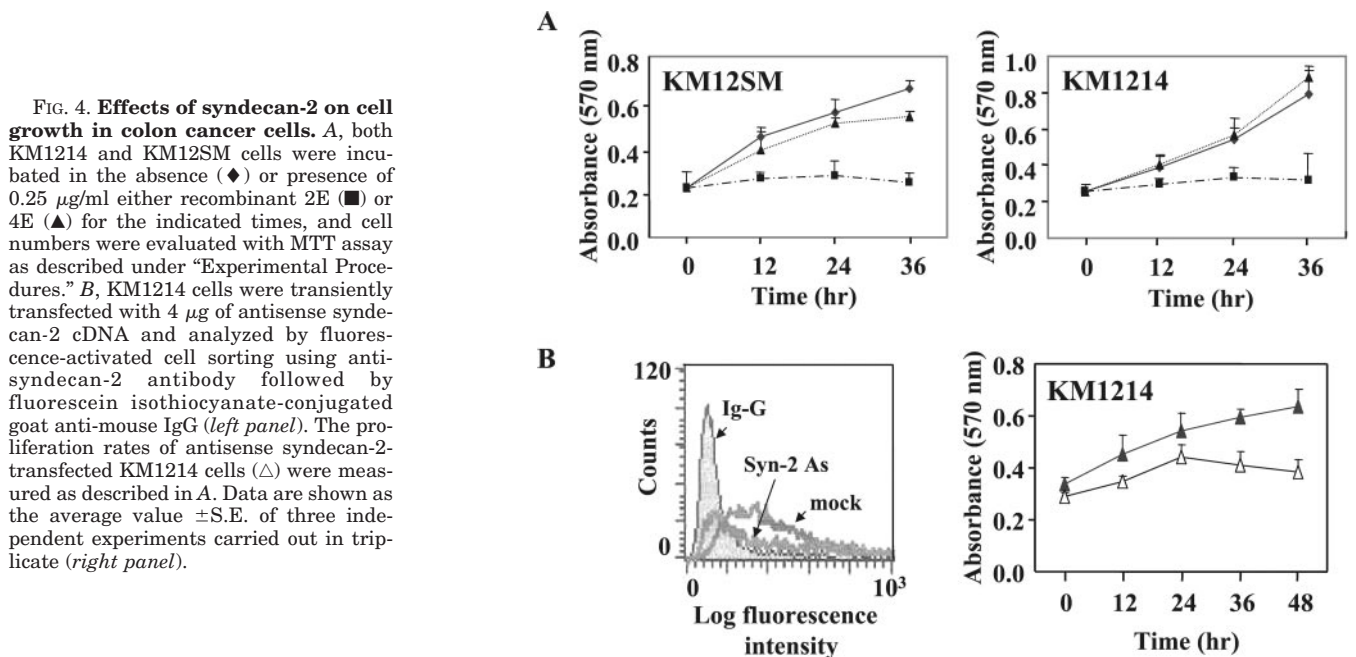 FIG. 4. Effects of syndecan-2 on cell
growth in colon cancer cells. A, both
KM1214 and KM12SM cells were incu-
bated in the absence (♦) or presence of
0.25 μg/ml either recombinant 2E (■) or
4E (▲) for the indicated times, and cell
numbers were evaluated with MTT assay
as described under “Experimental Proce-
dures.” B, KM1214 cells were transiently
transfected with 4 μg of antisense synde-
can-2 cDNA and analyzed by fluores-
cence-activated cell sorting using anti-
syndecan-2 antibody followed by
fluorescein isothiocyanate-conjugated
goat anti-mouse IgG (left panel). The pro-
liferation rates of antisense syndecan-2-
transfected KM1214 cells (△) were meas-
ured as described in A. Data are shown as
the average value ±S.E. of three inde-
pendent experiments carried out in trip-
licate (right panel).
A
Absorbance (570 nm)
0.8
0.6
0.4
0.2
0.0
KM12SM
0 12 24 36
Time (hr)
Absorbance (570 nm)
1.0
0.8
0.6
0.4
0.2
0.0
KM1214
0 12 24 36
Time (hr)
B
Counts
120
0
Ig-G
Syn-2 As
mock
0 10³
Log fluorescence
intensity
Absorbance (570 nm)
0.8
0.6
0.4
0.2
0.0
KM1214
0 12 24 36 48
Time (hr)